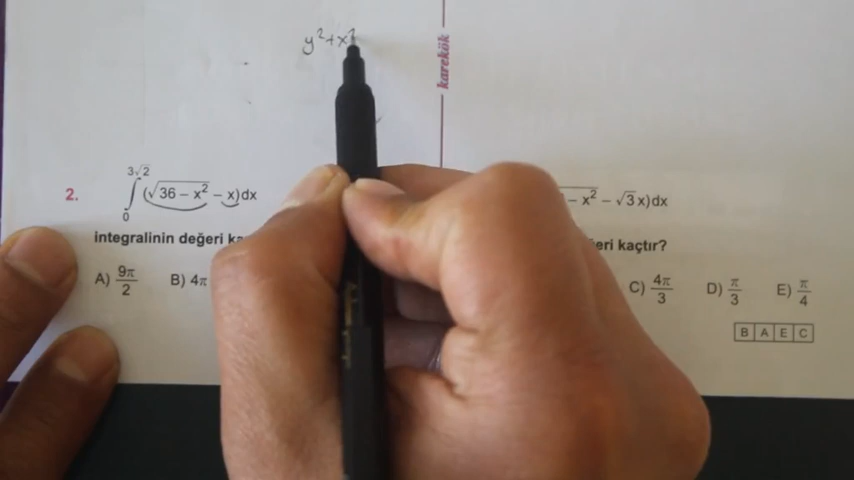 y²+x²
karekök
2. ∫₀^{3√2} (√(36 − x²) − x)dx
− x² − √3x)dx
integralinin değeri
eri kaçtır?
A) 9π/2 B) 4π
C) 4π/3 D) π/3 E) π/4
B A E C